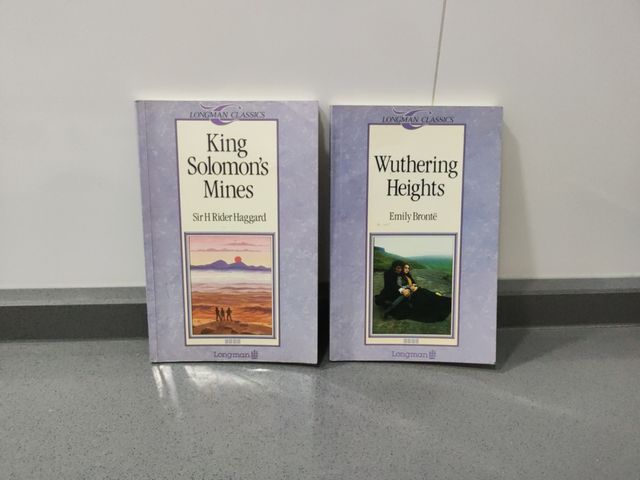 LONGMAN CLASSICS
King
Solomon's
Mines
Sir H Rider Haggard
Longman
LONGMAN CLASSICS
Wuthering
Heights
Emily Brontë
Longman